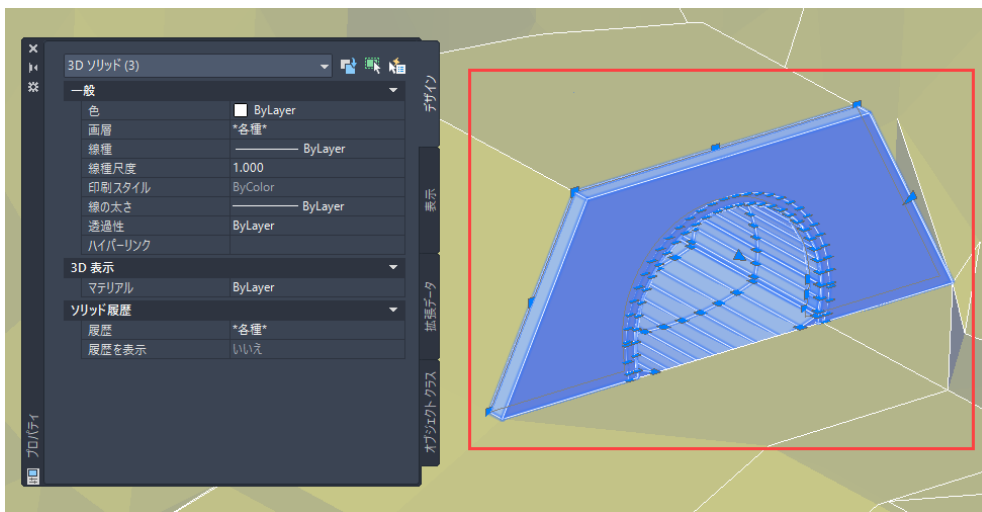 3D ソリッド (3)
一般
色 ByLayer
画層 *各種*
線種 ByLayer
線種尺度 1.000
印刷スタイル ByColor
線の太さ ByLayer
透過性 ByLayer
ハイパーリンク
3D 表示
マテリアル ByLayer
ソリッド履歴
履歴 *各種*
履歴を表示 いいえ
デザイン
表示
拡張データ
オブジェクト クラス
プロパティ